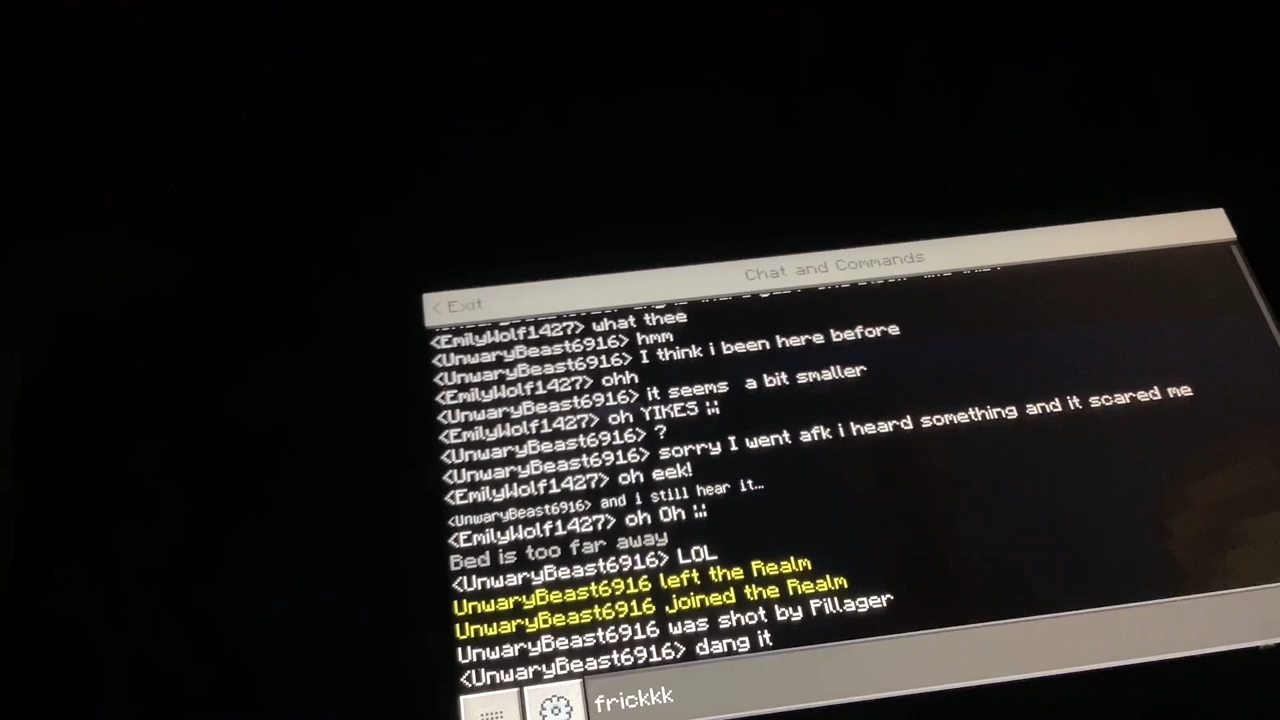 Chat and Commands
< Exit
<EmilyWolf1427> what thee
<UnwaryBeast6916> hmm
<UnwaryBeast6916> I think i been here before
<EmilyWolf1427> ohh
<UnwaryBeast6916> it seems a bit smaller
<EmilyWolf1427> oh YIKES ;;
<UnwaryBeast6916> ?
<UnwaryBeast6916> sorry I went afk i heard something and it scared me
<EmilyWolf1427> oh eek!
<UnwaryBeast6916> and i still hear it...
<EmilyWolf1427> oh Oh ;;
Bed is too far away
<UnwaryBeast6916> LOL
UnwaryBeast6916 left the Realm
UnwaryBeast6916 joined the Realm
UnwaryBeast6916 was shot by Pillager
<UnwaryBeast6916> dang it
frickkk